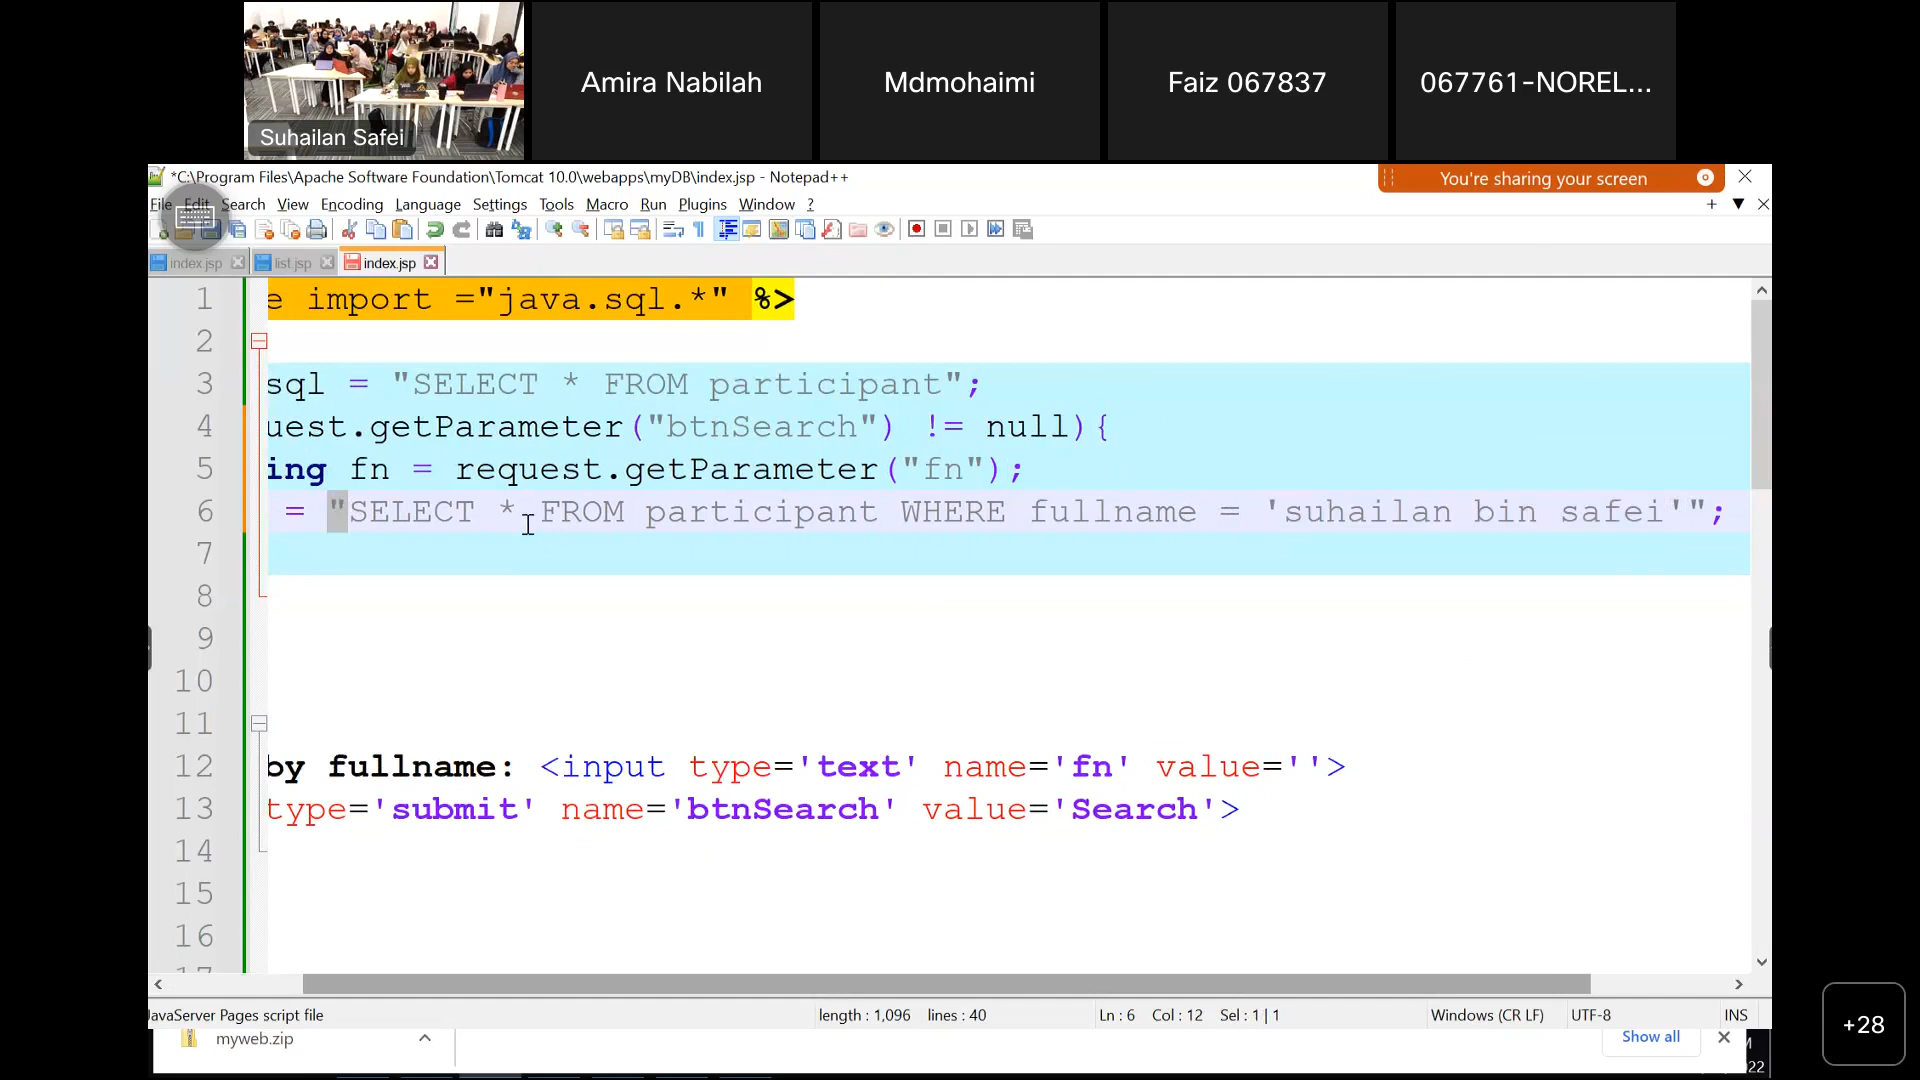 Suhailan Safei
Amira Nabilah
Mdmohaimi
Faiz 067837
067761-NOREL...
*C:\Program Files\Apache Software Foundation\Tomcat 10.0\webapps\myDB\index.jsp - Notepad++
You're sharing your screen
File Edit Search View Encoding Language Settings Tools Macro Run Plugins Window ?
index.jsp list.jsp index.jsp
1 e import ="java.sql.*" %>
2
3 sql = "SELECT * FROM participant";
4 uest.getParameter("btnSearch") != null){
5 ing fn = request.getParameter("fn");
6 = "SELECT * FROM participant WHERE fullname = 'suhailan bin safei'";
7
8
9
10
11
12 by fullname: <input type='text' name='fn' value=''>
13 type='submit' name='btnSearch' value='Search'>
14
15
16
17
JavaServer Pages script file length : 1,096 lines : 40 Ln : 6 Col : 12 Sel : 1 | 1 Windows (CR LF) UTF-8 INS
myweb.zip
Show all
+28